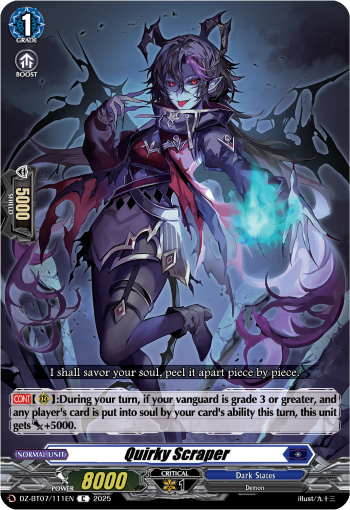 1
GRADE
BOOST
5000
SHIELD
I shall savor your soul, peel it apart piece by piece.
CONT【】:During your turn, if your vanguard is grade 3 or greater, and
any player's card is put into soul by your card's ability this turn, this unit
gets +5000.
NORMAL UNIT
Quirky Scraper
POWER 8000
CRITICAL
1
Dark States
Demon
DZ-BT07/111EN C 2025
illust/九十三